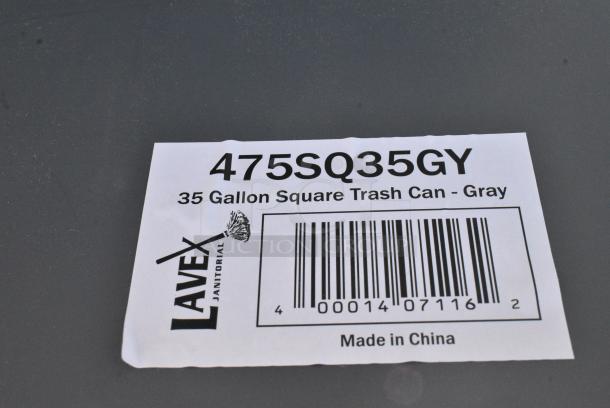 475SQ35GY
35 Gallon Square Trash Can - Gray
LAVEX
JANITORIAL
4 00014 07116 2
Made in China